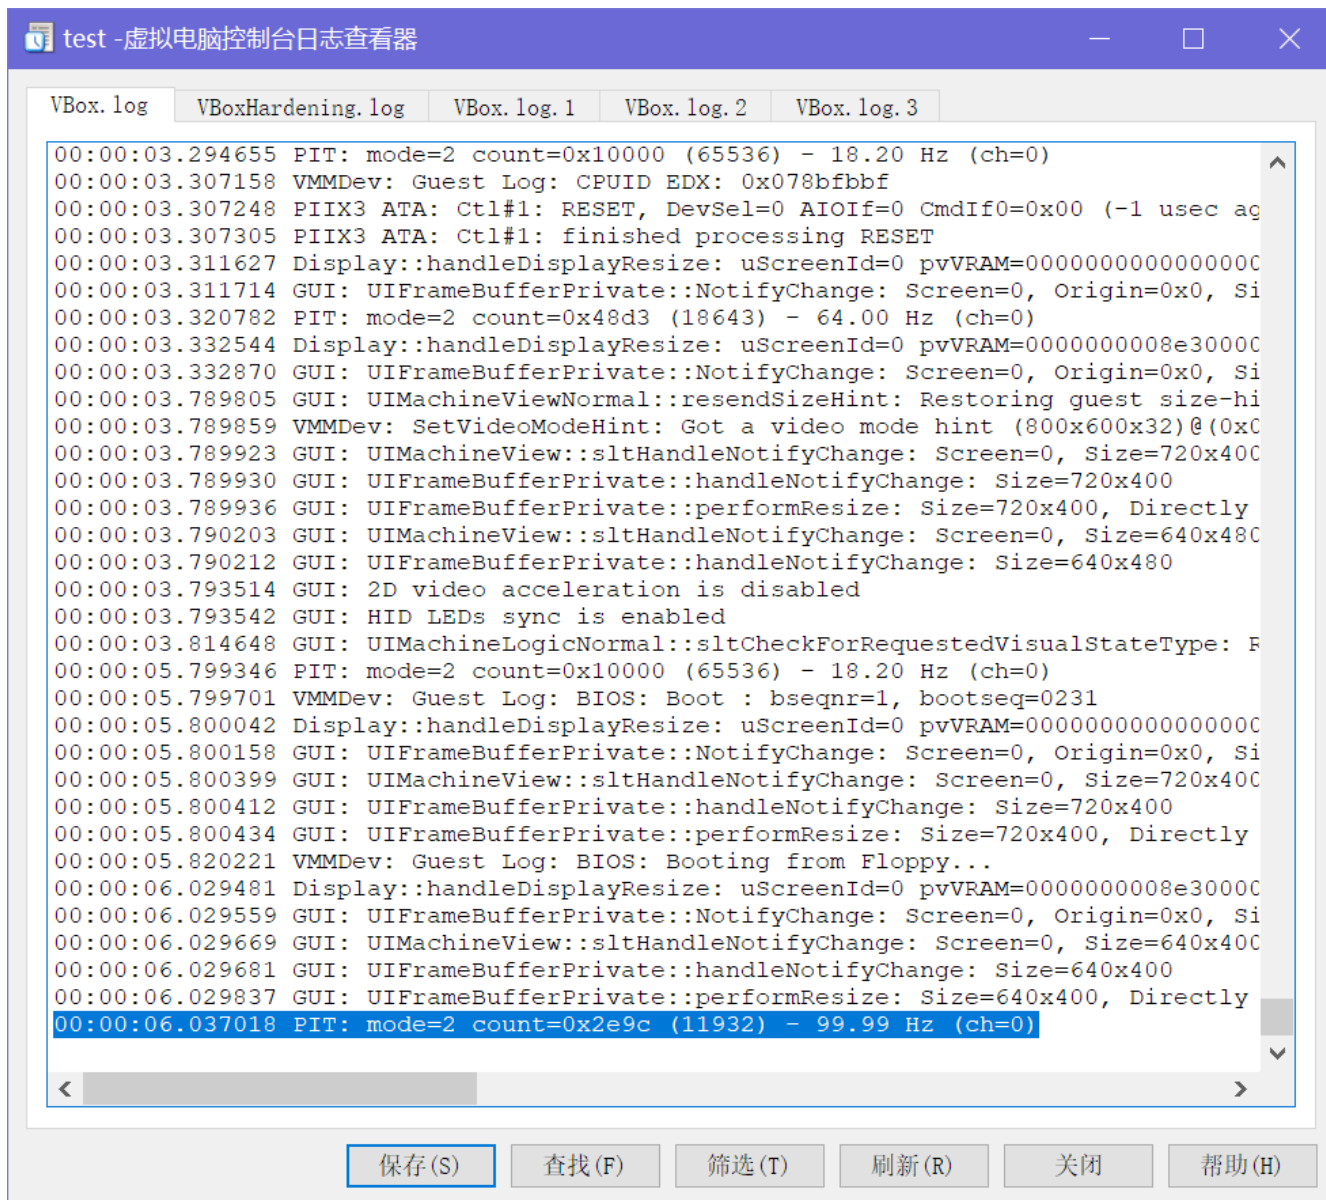 test -虚拟电脑控制台日志查看器
VBox.log VBoxHardening.log VBox.log.1 VBox.log.2 VBox.log.3
00:00:03.294655 PIT: mode=2 count=0x10000 (65536) - 18.20 Hz (ch=0)
00:00:03.307158 VMMDev: Guest Log: CPUID EDX: 0x078bfbbf
00:00:03.307248 PIIX3 ATA: Ctl#1: RESET, DevSel=0 AIOIf=0 CmdIf0=0x00 (-1 usec ag
00:00:03.307305 PIIX3 ATA: Ctl#1: finished processing RESET
00:00:03.311627 Display::handleDisplayResize: uScreenId=0 pvVRAM=0000000000000000
00:00:03.311714 GUI: UIFrameBufferPrivate::NotifyChange: Screen=0, Origin=0x0, Si
00:00:03.320782 PIT: mode=2 count=0x48d3 (18643) - 64.00 Hz (ch=0)
00:00:03.332544 Display::handleDisplayResize: uScreenId=0 pvVRAM=0000000008e30000
00:00:03.332870 GUI: UIFrameBufferPrivate::NotifyChange: Screen=0, Origin=0x0, Si
00:00:03.789805 GUI: UIMachineViewNormal::resendSizeHint: Restoring guest size-hi
00:00:03.789859 VMMDev: SetVideoModeHint: Got a video mode hint (800x600x32)@(0x0
00:00:03.789923 GUI: UIMachineView::sltHandleNotifyChange: Screen=0, Size=720x400
00:00:03.789930 GUI: UIFrameBufferPrivate::handleNotifyChange: Size=720x400
00:00:03.789936 GUI: UIFrameBufferPrivate::performResize: Size=720x400, Directly
00:00:03.790203 GUI: UIMachineView::sltHandleNotifyChange: Screen=0, Size=640x480
00:00:03.790212 GUI: UIFrameBufferPrivate::handleNotifyChange: Size=640x480
00:00:03.793514 GUI: 2D video acceleration is disabled
00:00:03.793542 GUI: HID LEDs sync is enabled
00:00:03.814648 GUI: UIMachineLogicNormal::sltCheckForRequestedVisualStateType: R
00:00:05.799346 PIT: mode=2 count=0x10000 (65536) - 18.20 Hz (ch=0)
00:00:05.799701 VMMDev: Guest Log: BIOS: Boot : bseqnr=1, bootseq=0231
00:00:05.800042 Display::handleDisplayResize: uScreenId=0 pvVRAM=0000000000000000
00:00:05.800158 GUI: UIFrameBufferPrivate::NotifyChange: Screen=0, Origin=0x0, Si
00:00:05.800399 GUI: UIMachineView::sltHandleNotifyChange: Screen=0, Size=720x400
00:00:05.800412 GUI: UIFrameBufferPrivate::handleNotifyChange: Size=720x400
00:00:05.800434 GUI: UIFrameBufferPrivate::performResize: Size=720x400, Directly
00:00:05.820221 VMMDev: Guest Log: BIOS: Booting from Floppy...
00:00:06.029481 Display::handleDisplayResize: uScreenId=0 pvVRAM=0000000008e30000
00:00:06.029559 GUI: UIFrameBufferPrivate::NotifyChange: Screen=0, Origin=0x0, Si
00:00:06.029669 GUI: UIMachineView::sltHandleNotifyChange: Screen=0, Size=640x400
00:00:06.029681 GUI: UIFrameBufferPrivate::handleNotifyChange: Size=640x400
00:00:06.029837 GUI: UIFrameBufferPrivate::performResize: Size=640x400, Directly
00:00:06.037018 PIT: mode=2 count=0x2e9c (11932) - 99.99 Hz (ch=0)
保存(S) 查找(F) 筛选(T) 刷新(R) 关闭 帮助(H)